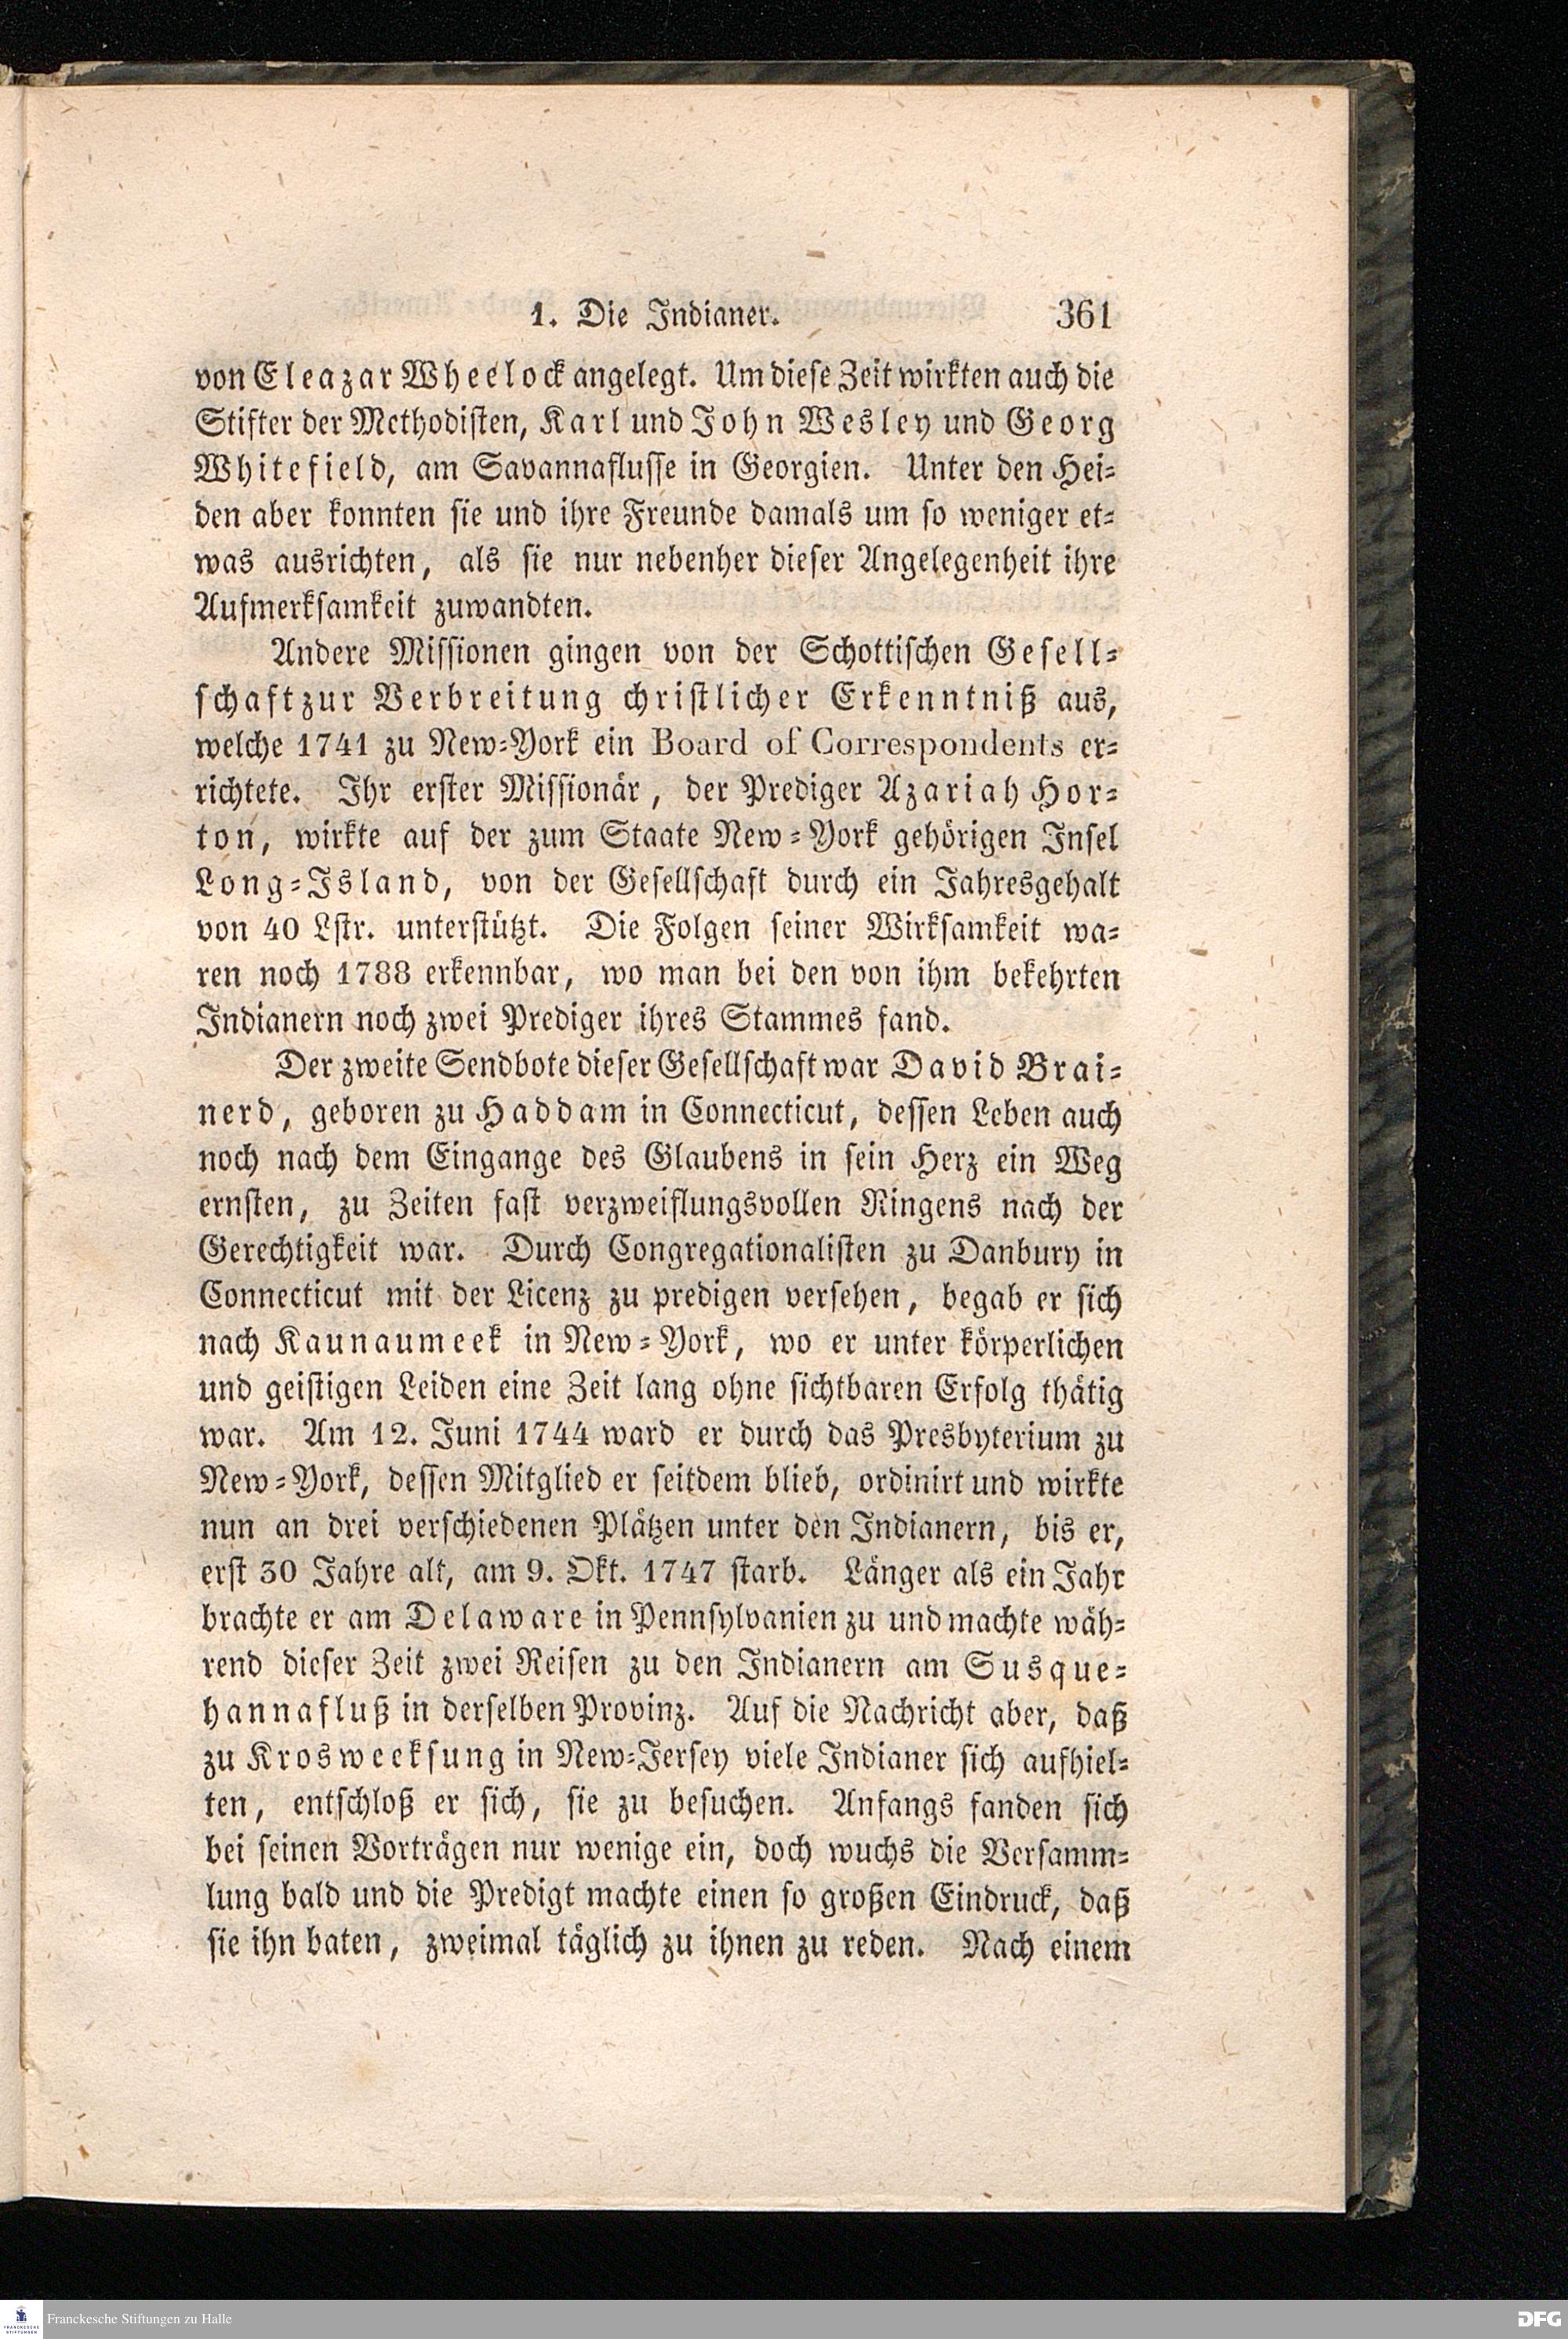 1. Die Indianer. 361
von Eleazar Wheelock angelegt. Um diese Zeit wirkten auch die
Stifter der Methodisten, Karl und John Wesley und Georg
Whitefield, am Savannaflusse in Georgien. Unter den Hei-
den aber konnten sie und ihre Freunde damals um so weniger et-
was ausrichten, als sie nur nebenher dieser Angelegenheit ihre
Aufmerksamkeit zuwandten.
Andere Missionen gingen von der Schottischen Gesell-
schaft zur Verbreitung christlicher Erkenntniß aus,
welche 1741 zu New-York ein Board of Correspondents er-
richtete. Ihr erster Missionär, der Prediger Azariah Hor-
ton, wirkte auf der zum Staate New-York gehörigen Insel
Long-Island, von der Gesellschaft durch ein Jahresgehalt
von 40 Lstr. unterstützt. Die Folgen seiner Wirksamkeit wa-
ren noch 1788 erkennbar, wo man bei den von ihm bekehrten
Indianern noch zwei Prediger ihres Stammes fand.
Der zweite Sendbote dieser Gesellschaft war David Brai-
nerd, geboren zu Haddam in Connecticut, dessen Leben auch
noch nach dem Eingange des Glaubens in sein Herz ein Weg
ernsten, zu Zeiten fast verzweiflungsvollen Ringens nach der
Gerechtigkeit war. Durch Congregationalisten zu Danbury in
Connecticut mit der Licenz zu predigen versehen, begab er sich
nach Kaunaumeek in New-York, wo er unter körperlichen
und geistigen Leiden eine Zeit lang ohne sichtbaren Erfolg thätig
war. Am 12. Juni 1744 ward er durch das Presbyterium zu
New-York, dessen Mitglied er seitdem blieb, ordinirt und wirkte
nun an drei verschiedenen Plätzen unter den Indianern, bis er,
erst 30 Jahre alt, am 9. Okt. 1747 starb. Länger als ein Jahr
brachte er am Delaware in Pennsylvanien zu und machte wäh-
rend dieser Zeit zwei Reisen zu den Indianern am Susque-
hannafluß in derselben Provinz. Auf die Nachricht aber, daß
zu Krosweeksung in New-Jersey viele Indianer sich aufhiel-
ten, entschloß er sich, sie zu besuchen. Anfangs fanden sich
bei seinen Vorträgen nur wenige ein, doch wuchs die Versamm-
lung bald und die Predigt machte einen so großen Eindruck, daß
sie ihn baten, zweimal täglich zu ihnen zu reden. Nach einem
FRANCKESCHE
STIFTUNGEN
Franckesche Stiftungen zu Halle
DFG